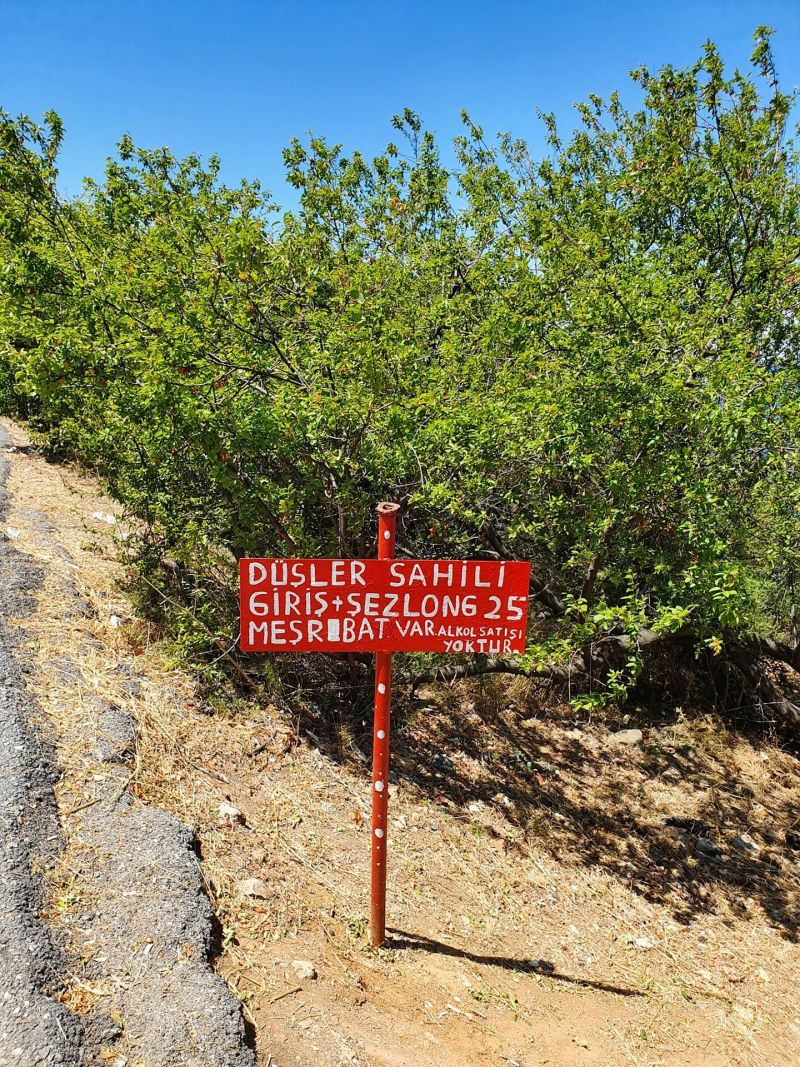 DÜŞLER SAHİLİ
GİRİŞ+ŞEZLONG 25
MEŞRUBAT VAR. ALKOL SATIŞI
YOKTUR.